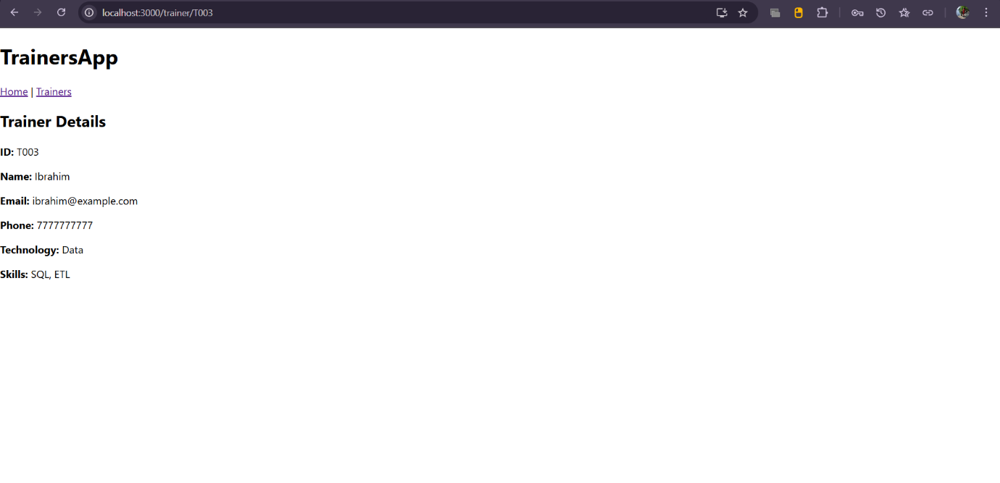 localhost:3000/trainer/T003
TrainersApp
Home | Trainers
Trainer Details
ID: T003
Name: Ibrahim
Email: ibrahim@example.com
Phone: 7777777777
Technology: Data
Skills: SQL, ETL